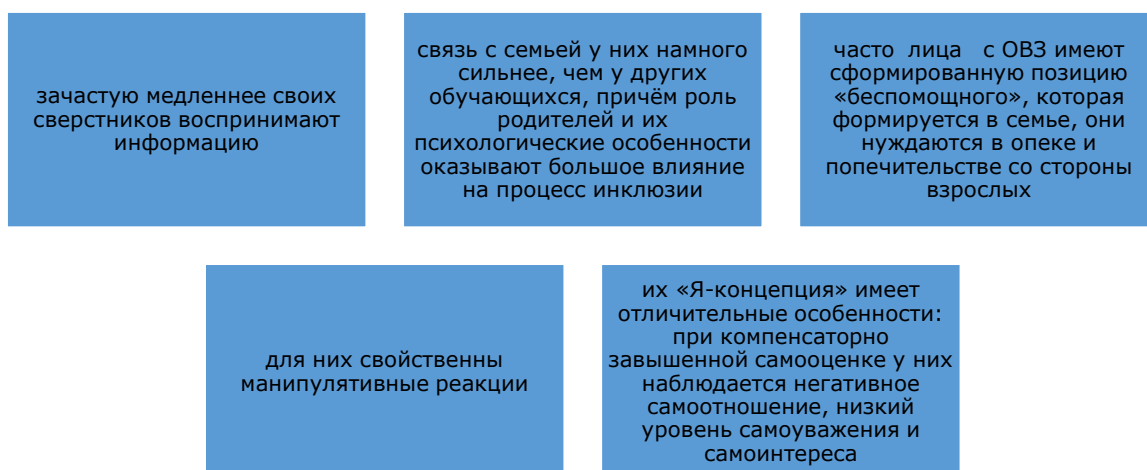 зачастую медленнее своих
сверстников воспринимают
информацию
связь с семьей у них намного
сильнее, чем у других
обучающихся, причём роль
родителей и их
психологические особенности
оказывают большое влияние
на процесс инклюзии
часто лица с ОВЗ имеют
сформированную позицию
«беспомощного», которая
формируется в семье, они
нуждаются в опеке и
попечительстве со стороны
взрослых
для них свойственны
манипулятивные реакции
их «Я-концепция» имеет
отличительные особенности:
при компенсаторно
завышенной самооценке у них
наблюдается негативное
самоотношение, низкий
уровень самоуважения и
самоинтереса